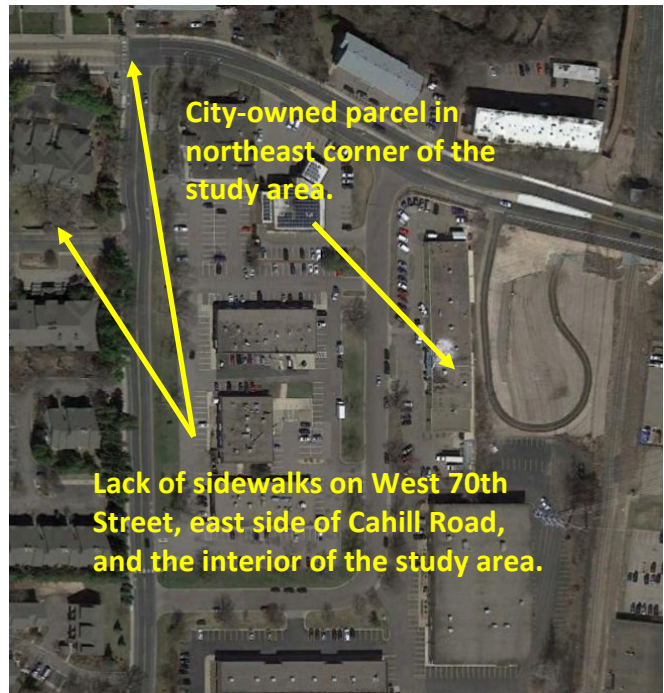 City-owned parcel in
northeast corner of the
study area.
Lack of sidewalks on West 70th
Street, east side of Cahill Road,
and the interior of the study area.